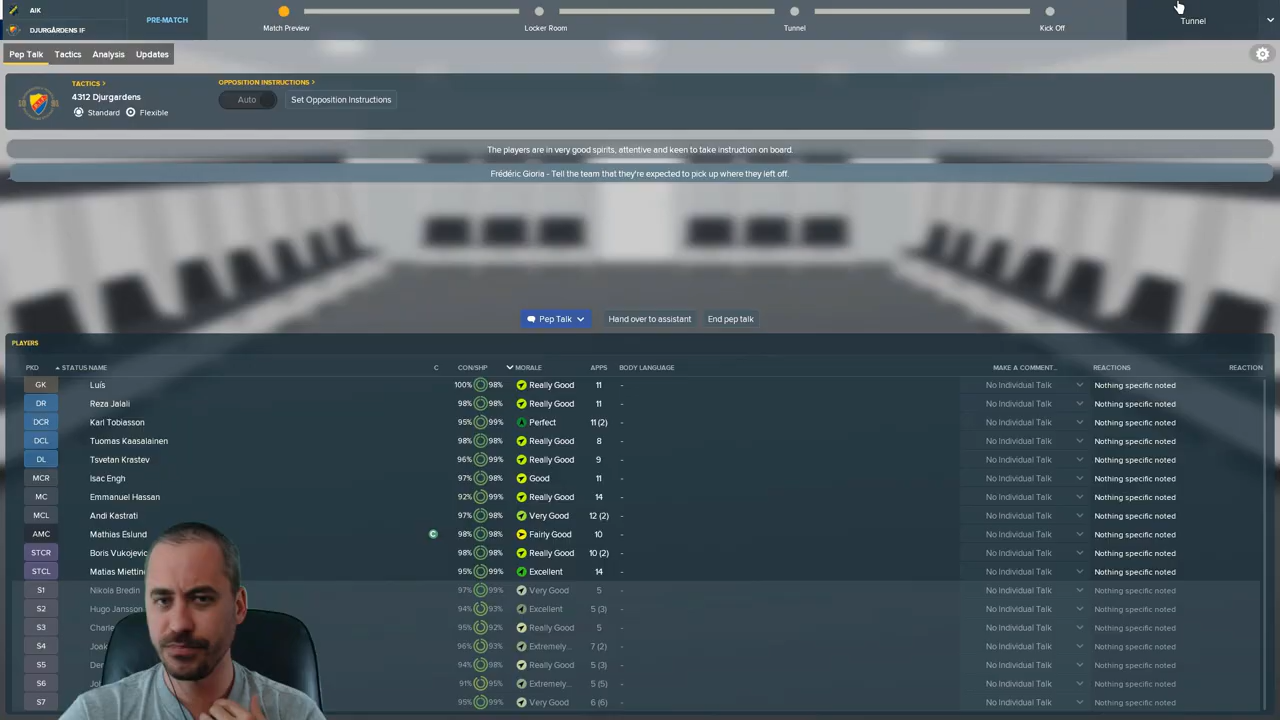 AIK
DJURGÅRDENS IF
PRE-MATCH
Match Preview
Locker Room
Tunnel
Kick Off
Tunnel
Pep Talk Tactics Analysis Updates
TACTICS >
4312 Djurgardens
Standard Flexible
OPPOSITION INSTRUCTIONS >
Auto Set Opposition Instructions
The players are in very good spirits, attentive and keen to take instruction on board.
Frédéric Gioria - Tell the team that they're expected to pick up where they left off.
Pep Talk Hand over to assistant End pep talk
PLAYERS
PKD STATUS NAME C CON/SHP MORALE APPS BODY LANGUAGE MAKE A COMMENT... REACTIONS REACTION
GK Luís 100% 98% Really Good 11 - No Individual Talk Nothing specific noted
DR Reza Jalali 98% 98% Really Good 11 - No Individual Talk Nothing specific noted
DCR Karl Tobiasson 95% 99% Perfect 11 (2) - No Individual Talk Nothing specific noted
DCL Tuomas Kaasalainen 98% 98% Really Good 8 - No Individual Talk Nothing specific noted
DL Tsvetan Krastev 96% 99% Really Good 9 - No Individual Talk Nothing specific noted
MCR Isac Engh 97% 98% Good 11 - No Individual Talk Nothing specific noted
MC Emmanuel Hassan 92% 99% Really Good 14 - No Individual Talk Nothing specific noted
MCL Andi Kastrati 97% 98% Very Good 12 (2) - No Individual Talk Nothing specific noted
AMC Mathias Eslund C 98% 98% Fairly Good 10 - No Individual Talk Nothing specific noted
STCR Boris Vukojevic 98% 98% Really Good 10 (2) - No Individual Talk Nothing specific noted
STCL Matias Miettin 95% 99% Excellent 14 - No Individual Talk Nothing specific noted
S1 Nikola Bredin 97% 99% Very Good 5 - No Individual Talk Nothing specific noted
S2 Hugo Jansson 94% 93% Excellent 5 (3) - No Individual Talk Nothing specific noted
S3 Charle 95% 92% Really Good 5 - No Individual Talk Nothing specific noted
S4 Joak 96% 93% Extremely... 7 (2) - No Individual Talk Nothing specific noted
S5 Den 94% 98% Really Good 5 (3) - No Individual Talk Nothing specific noted
S6 91% 95% Extremely... 5 (5) - No Individual Talk Nothing specific noted
S7 95% 99% Very Good 6 (6) - No Individual Talk Nothing specific noted